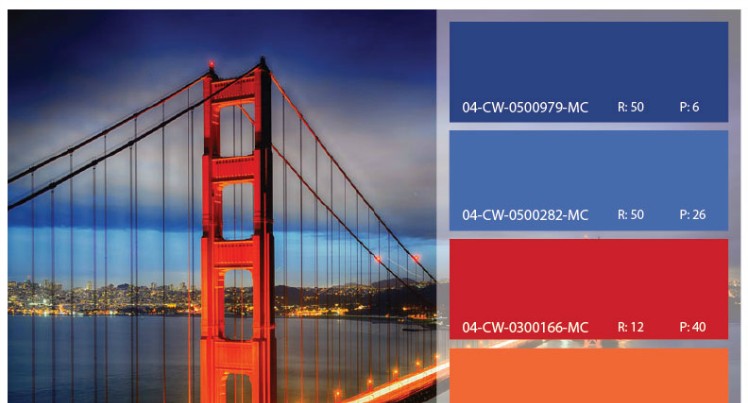 04-CW-0500979-MC R: 50 P: 6
04-CW-0500282-MC R: 50 P: 26
04-CW-0300166-MC R: 12 P: 40